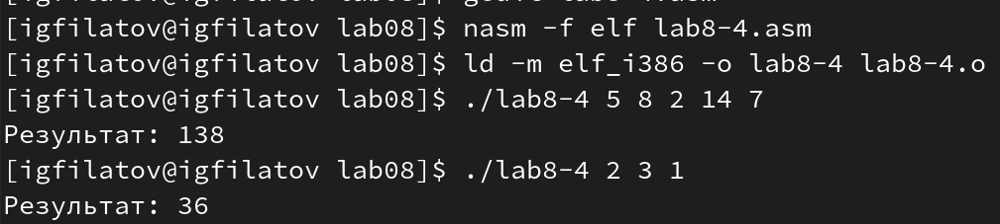 [igfilatov@igfilatov lab08]$ nasm -f elf lab8-4.asm
[igfilatov@igfilatov lab08]$ ld -m elf_i386 -o lab8-4 lab8-4.o
[igfilatov@igfilatov lab08]$ ./lab8-4 5 8 2 14 7
Результат: 138
[igfilatov@igfilatov lab08]$ ./lab8-4 2 3 1
Результат: 36